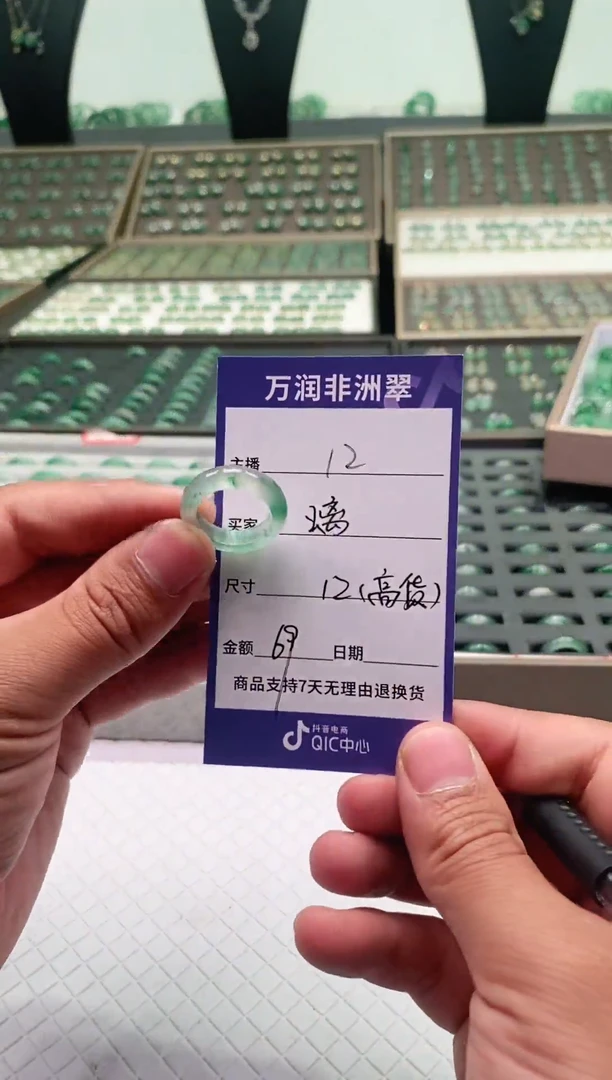 万润非洲翠
主播 12
买家 璃
尺寸 12(高货)
金额 69 日期
商品支持7天无理由退换货
抖音电商
QIC中心